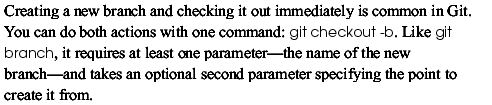 Creating a new branch and checking it out immediately is common in Git.
You can do both actions with one command: git checkout -b. Like git
branch, it requires at least one parameter—the name of the new
branch—and takes an optional second parameter specifying the point to
create it from.